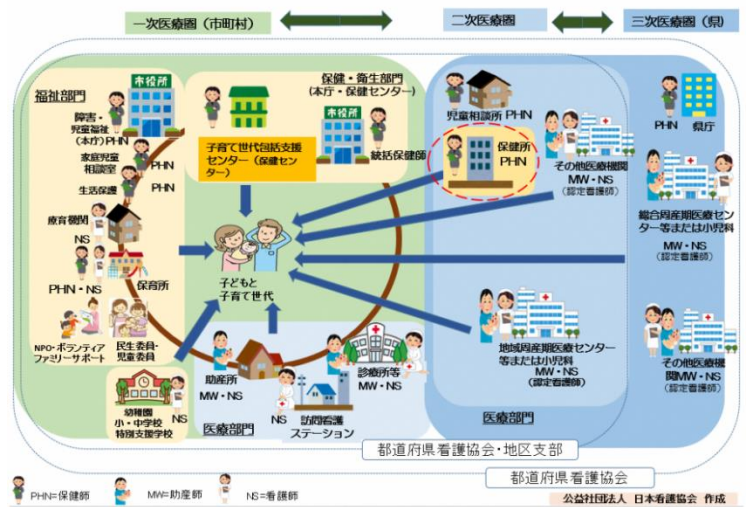 一次医療圏（市町村）
二次医療圏
三次医療圏（県）
福祉部門
市役所
障害・
児童福祉
（本庁）PHN
家庭児童
相談室
PHN
生活保護
PHN
療育機関
NS
PHN・NS
保育所
NPO・ボランティア
ファミリーサポート
民生委員・
児童委員
幼稚園
小・中学校
特別支援学校
NS
保健・衛生部門
（本庁・保健センター）
市役所
子育て世代包括支援
センター（保健セン
ター）
統括保健師
子どもと
子育て世代
助産所
MW・NS
診療所等
MW・NS
NS
訪問看護
ステーション
医療部門
児童相談所 PHN
保健所
PHN
その他医療機関
MW・NS
（認定看護師）
地域周産期医療センター
等または小児科
MW・NS
（認定看護師）
医療部門
PHN
県庁
総合周産期医療セン
ター等または小児科
MW・NS
（認定看護師）
その他医療機
関MW・NS
（認定看護師）
都道府県看護協会・地区支部
都道府県看護協会
PHN=保健師
MW=助産師
NS=看護師
公益社団法人 日本看護協会 作成